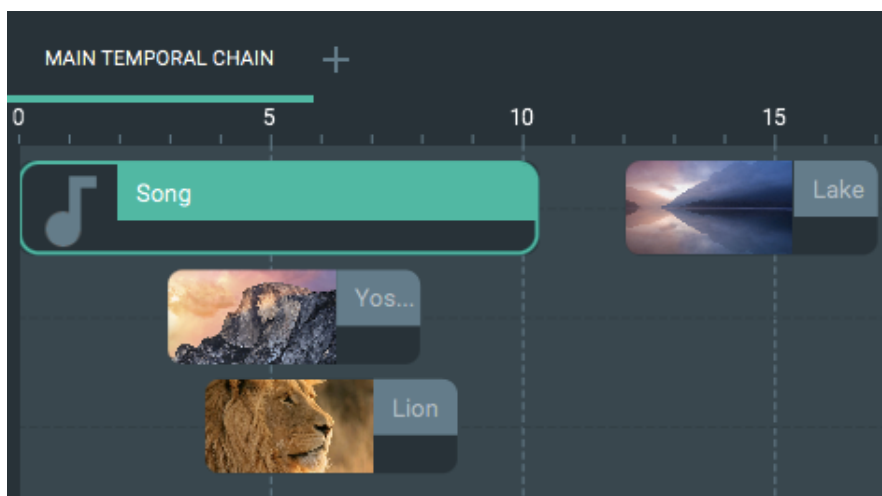 MAIN TEMPORAL CHAIN +
0 5 10 15
Song
Lake
Yos...
Lion